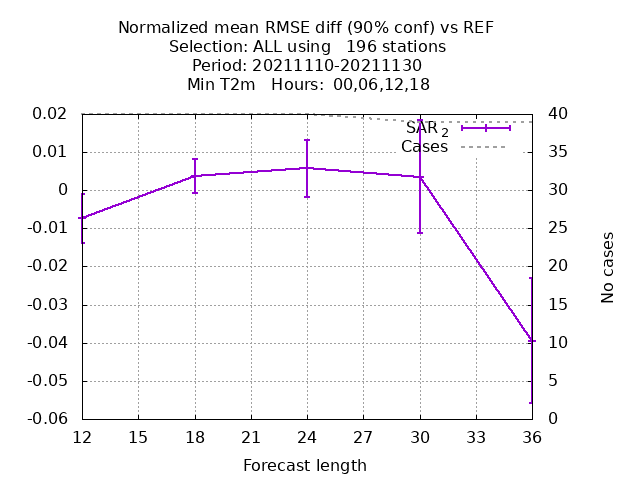 Normalized mean RMSE diff (90% conf) vs REF
Selection: ALL using   196 stations
Period: 20211110-20211130
Min T2m   Hours:  00,06,12,18
0.02
0.01
0
-0.01
-0.02
-0.03
-0.04
-0.05
-0.06
40
35
30
25
20
15
10
5
0
SAR 2
Cases
No cases
12 15 18 21 24 27 30 33 36
Forecast length